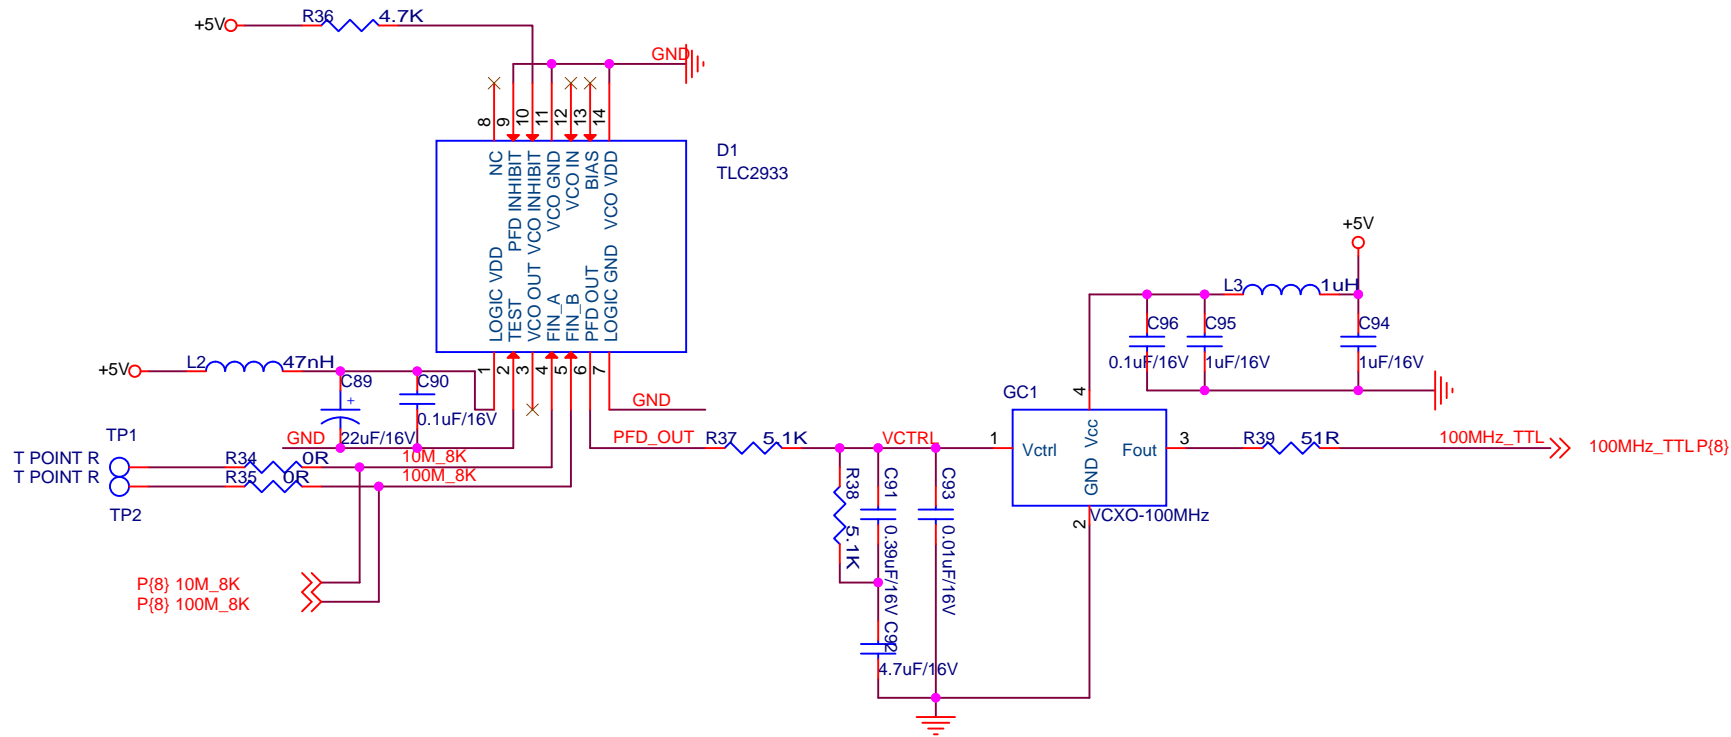 +5V
R36
4.7K
GND
8
9
10
11
12
13
14
NC
PFD INHIBIT
VCO INHIBIT
VCO GND
VCO IN
BIAS
VCO VDD
D1
TLC2933
LOGIC VDD
TEST
VCO OUT
FIN_A
FIN_B
PFD OUT
LOGIC GND
1
2
3
4
5
6
7
+5V
L2
47nH
C89
+
22uF/16V
C90
0.1uF/16V
GND
GND
TP1
T POINT R
R34
0R
10M_8K
T POINT R
R35
0R
100M_8K
TP2
P{8} 10M_8K
P{8} 100M_8K
PFD_OUT
R37
5.1K
VCTRL
R38
5.1K
C91
0.39uF/16V
C92
4.7uF/16V
C93
0.01uF/16V
+5V
L3
1uH
C96
0.1uF/16V
C95
1uF/16V
C94
1uF/16V
GC1
4
1
Vctrl
Vcc
GND
Fout
3
2
VCXO-100MHz
R39
51R
100MHz_TTL
100MHz_TTL P{8}